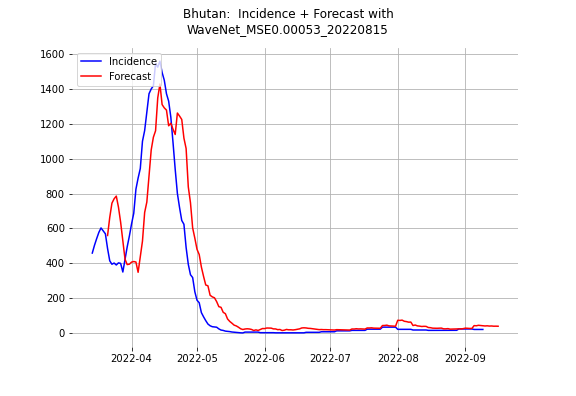 Bhutan:  Incidence + Forecast with
WaveNet_MSE0.00053_20220815
Incidence
Forecast
1600
1400
1200
1000
800
600
400
200
0
2022-04 2022-05 2022-06 2022-07 2022-08 2022-09